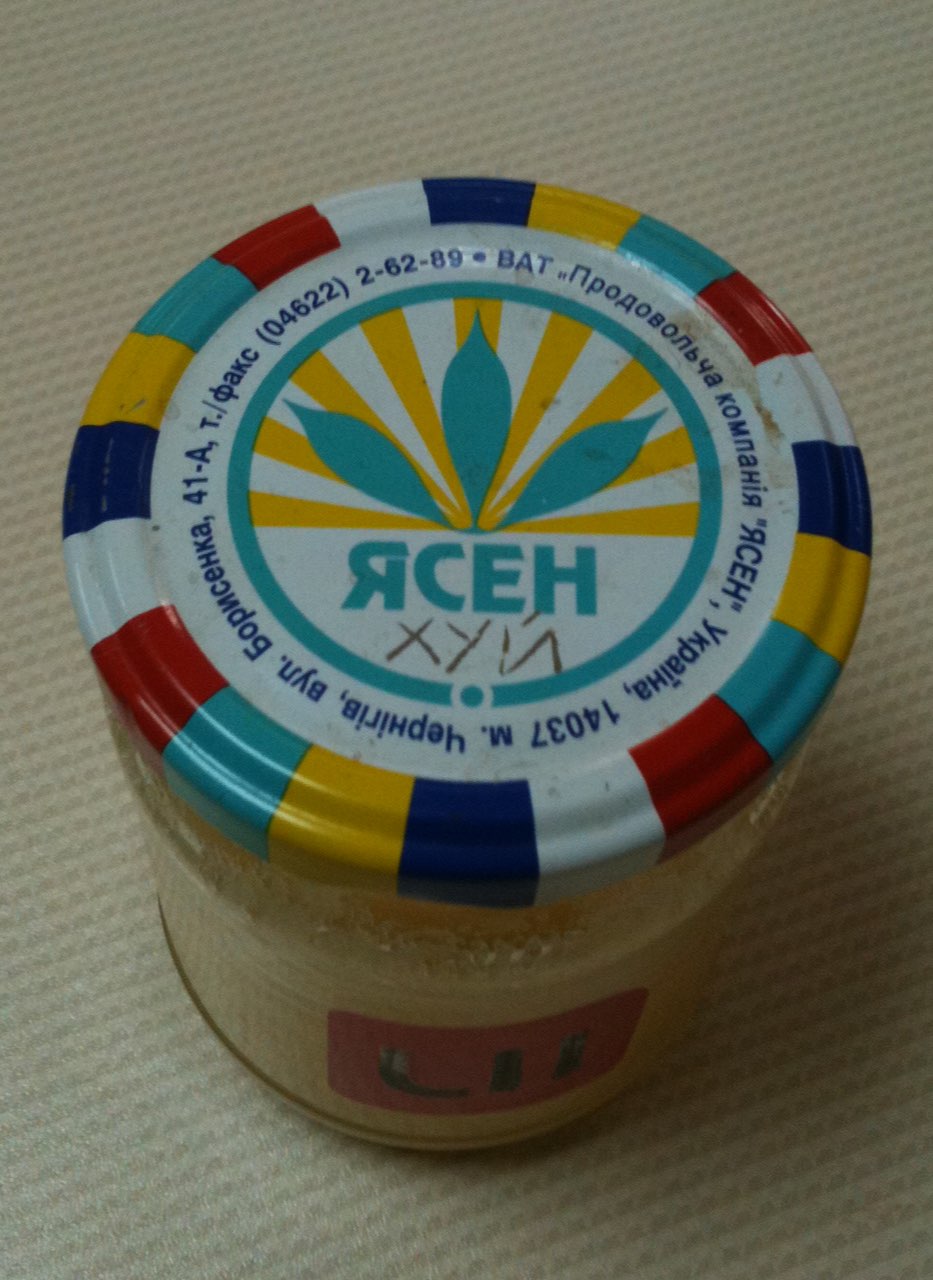 ВАТ „Продовольча компанія "ЯСЕН", Україна, 14037 м. Чернігів, вул. Борисенка, 41-А, т./факс (04622) 2-62-89 •
ЯСЕН
ХУЙ